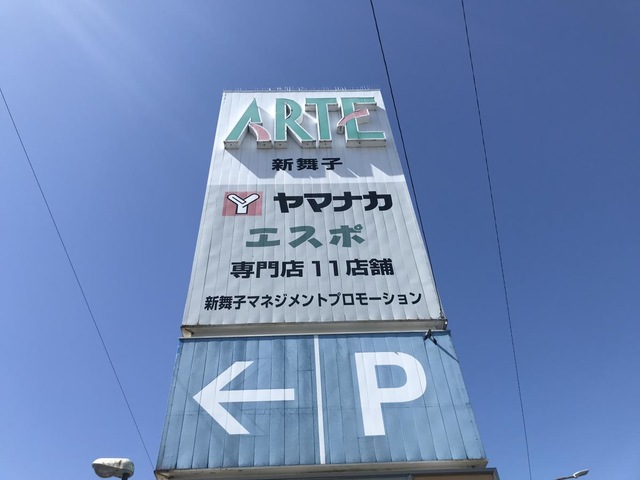 ARTE
新舞子
Y ヤマナカ
エスポ
専門店11店舗
新舞子マネジメントプロモーション
← P